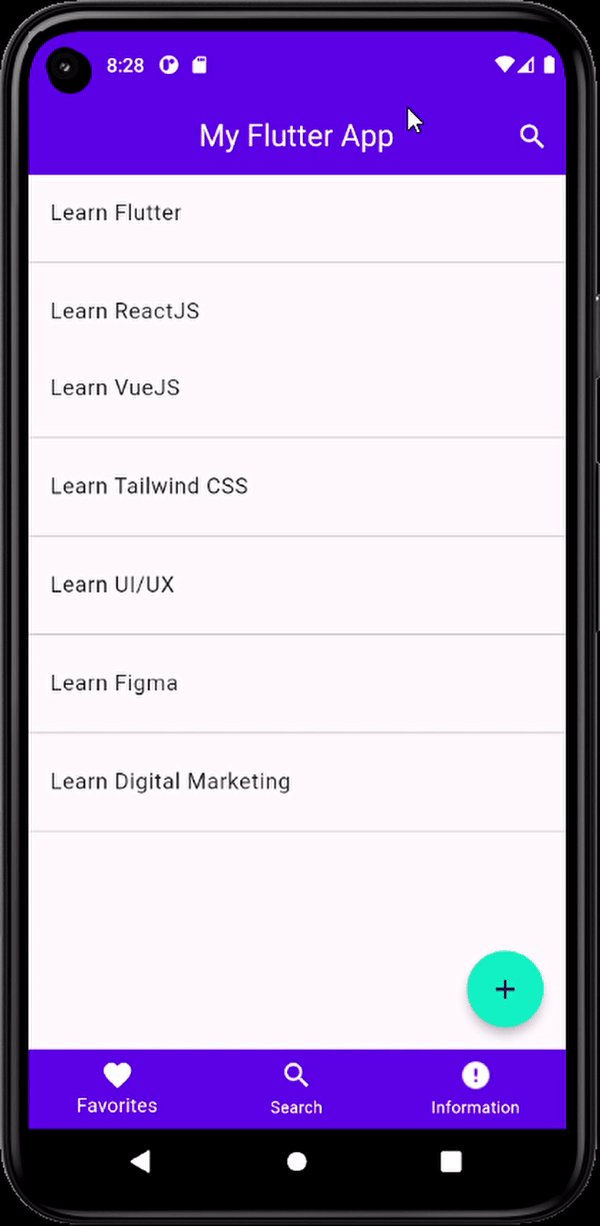 8:28
My Flutter App
Learn Flutter
Learn ReactJS
Learn VueJS
Learn Tailwind CSS
Learn UI/UX
Learn Figma
Learn Digital Marketing
Favorites Search Information